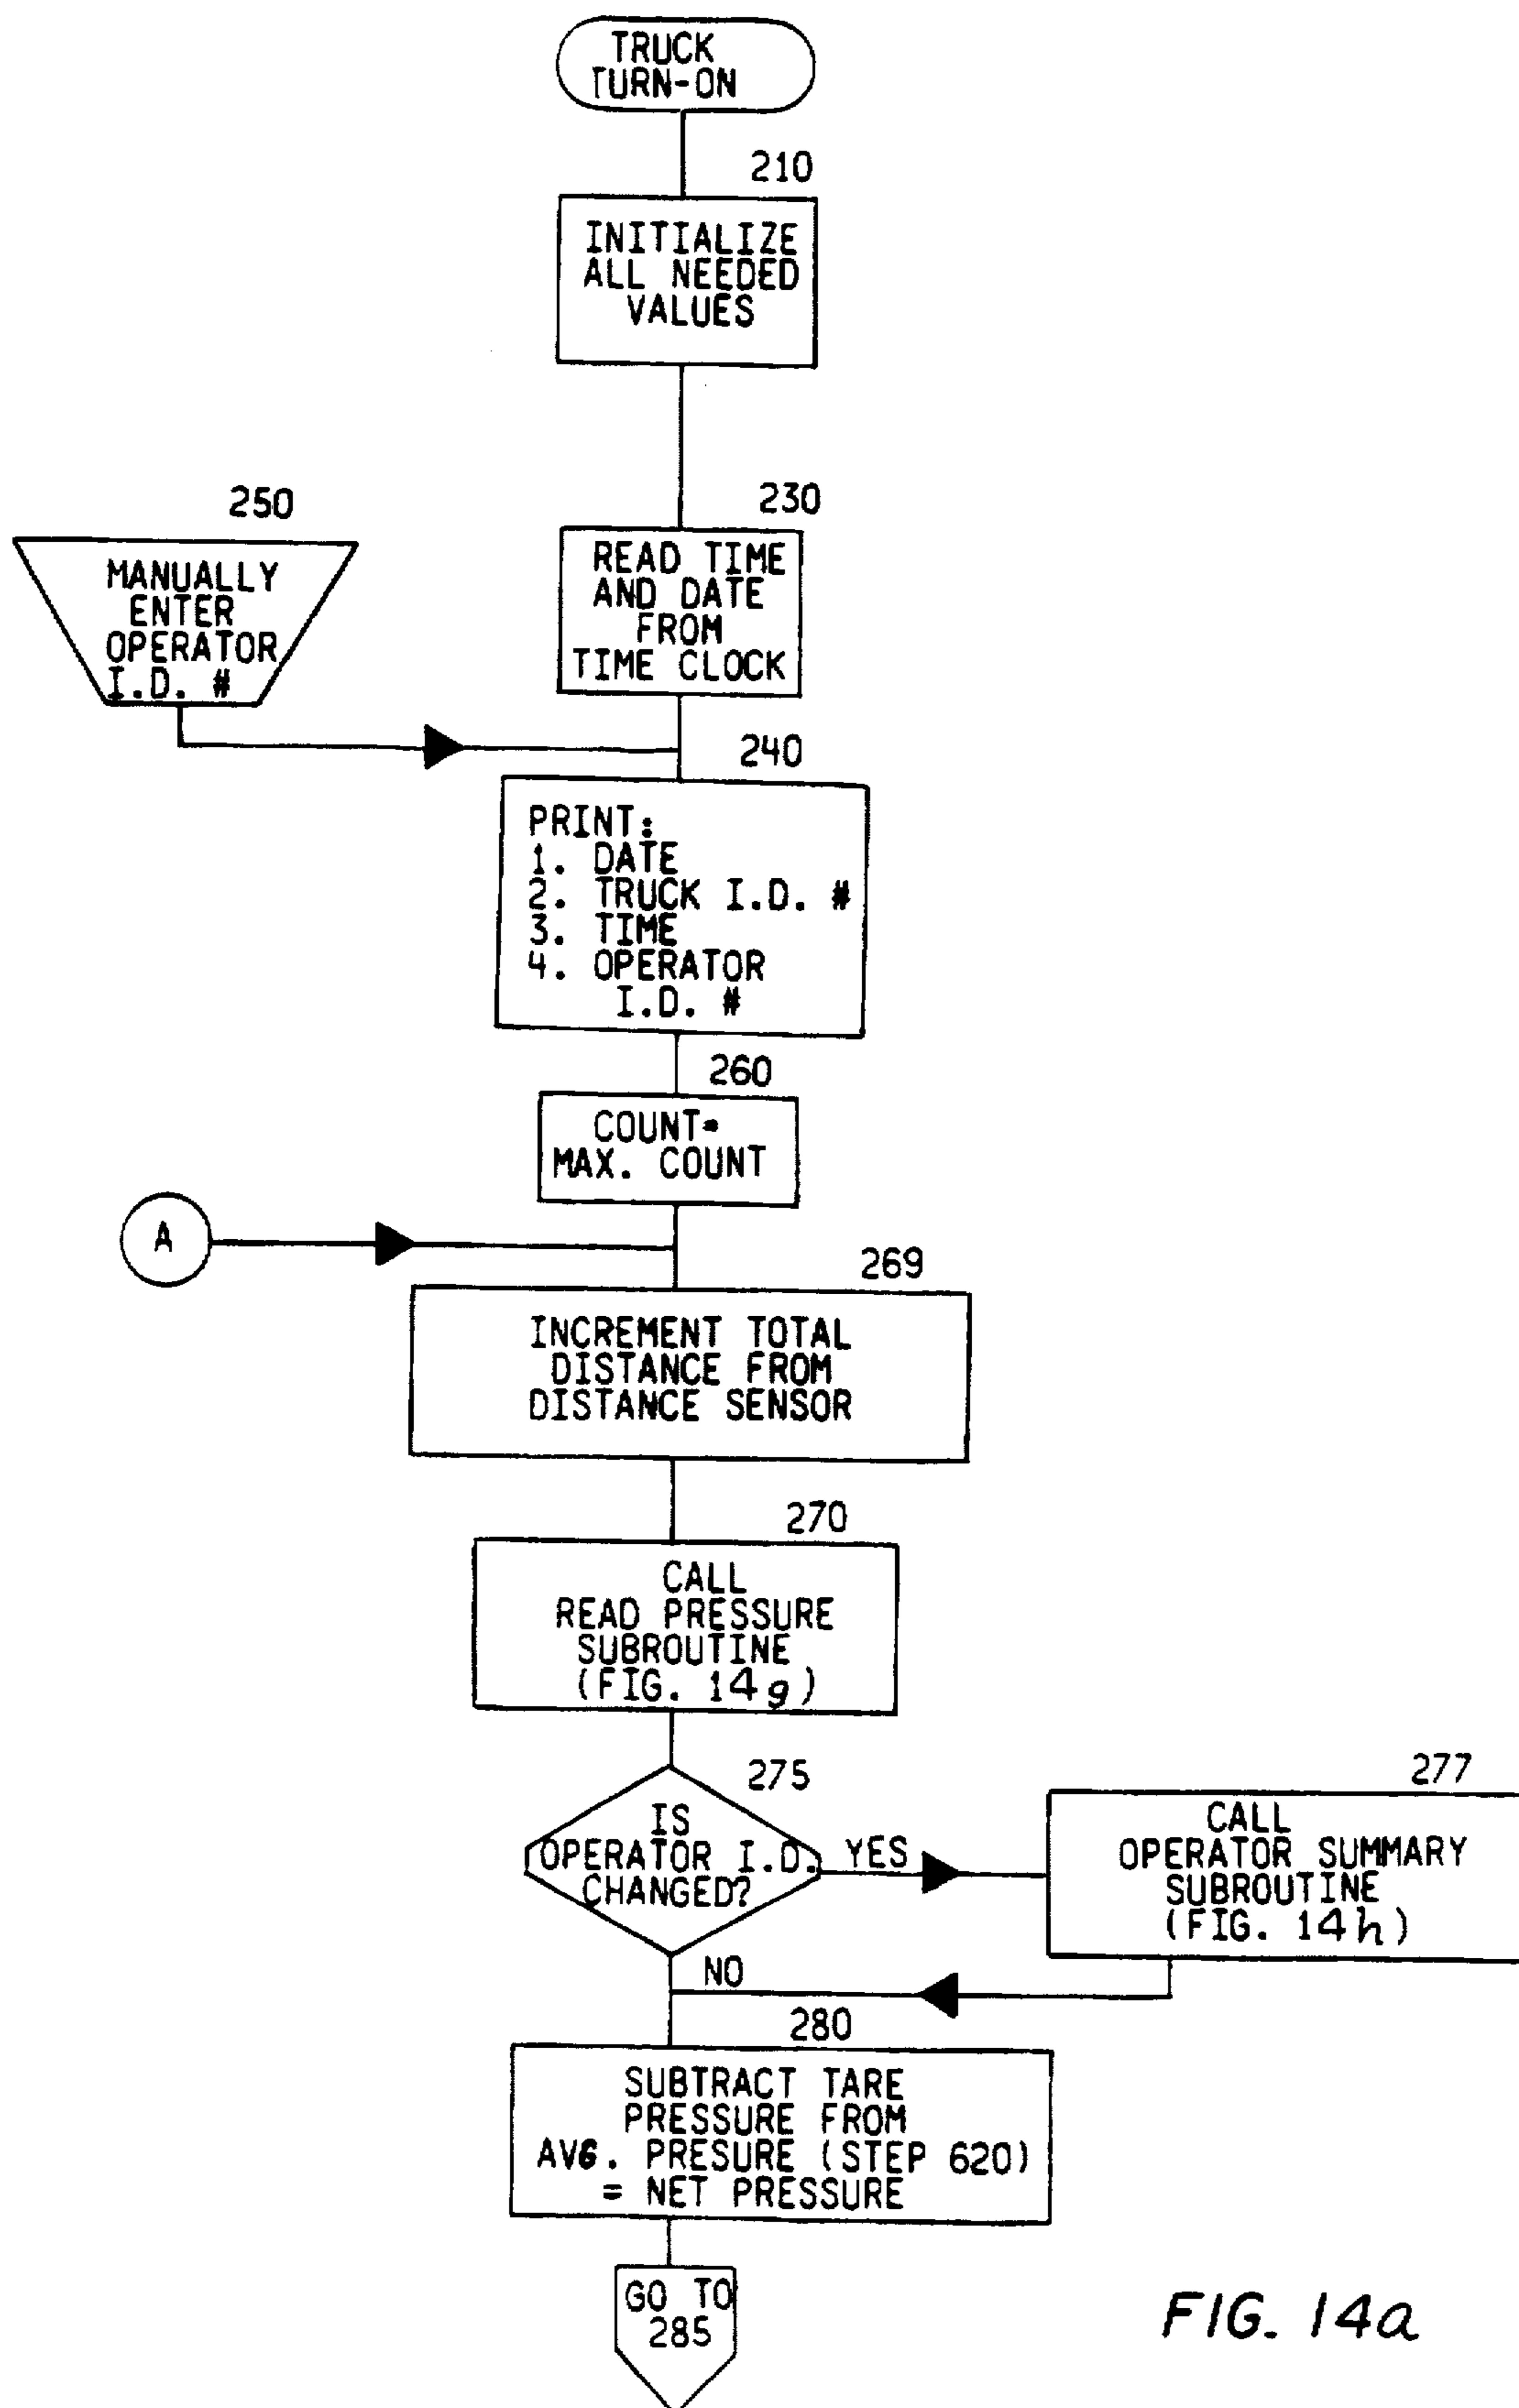 TRUCK
TURN-ON
210
INITIALIZE
ALL NEEDED
VALUES
250
MANUALLY
ENTER
OPERATOR
I.D. #
230
READ TIME
AND DATE
FROM
TIME CLOCK
240
PRINT:
1. DATE
2. TRUCK I.D. #
3. TIME
4. OPERATOR
I.D. #
260
COUNT=
MAX. COUNT
A
269
INCREMENT TOTAL
DISTANCE FROM
DISTANCE SENSOR
270
CALL
READ PRESSURE
SUBROUTINE
(FIG. 14g)
275
IS
OPERATOR I.D.
CHANGED?
YES
277
CALL
OPERATOR SUMMARY
SUBROUTINE
(FIG. 14h)
NO
280
SUBTRACT TARE
PRESSURE FROM
AVG. PRESURE (STEP 620)
= NET PRESSURE
GO TO
285
FIG. 14a